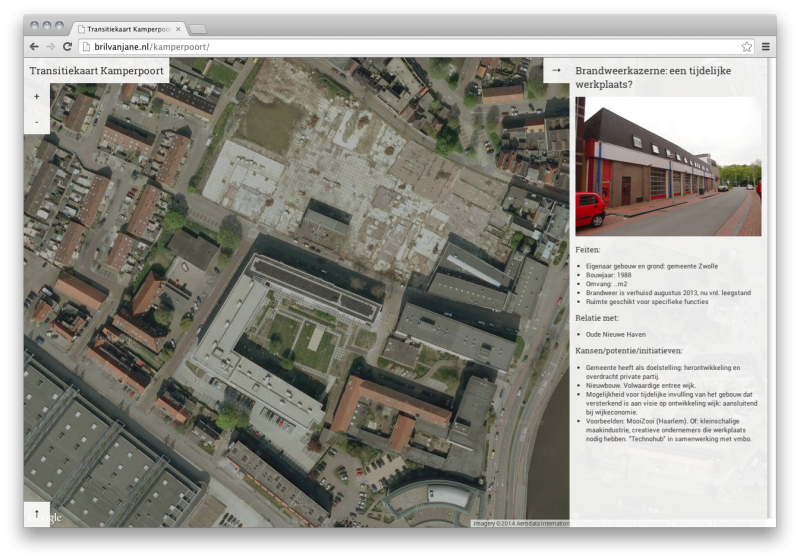 Transitiekaart Kamperpoo
brilvanjane.nl/kamperpoort/
Transitiekaart Kamperpoort
+
-
→
Brandweerkazerne: een tijdelijke
werkplaats?
Feiten:
• Eigenaar gebouw en grond: gemeente Zwolle
• Bouwjaar: 1988
• Omvang: ..m2
• Brandweer is verhuisd augustus 2013, nu vnl. leegstand
• Ruimte geschikt voor specifieke functies
Relatie met:
• Oude Nieuwe Haven
Kansen/potentie/initiatieven:
• Gemeente heeft als doelstelling: herontwikkeling en
overdracht private partij.
• Nieuwbouw. Volwaardige entree wijk.
• Mogelijkheid voor tijdelijke invulling van het gebouw dat
versterkend is aan visie op ontwikkeling wijk: aansluitend
bij wijkeconomie.
• Voorbeelden: MooiZooi (Haarlem). Of: kleinschalige
maakindustrie, creatieve ondernemers die werkplaats
nodig hebben. "Technohub" in samenwerking met vmbo.
↑
gle
Imagery ©2014 Aerodata Internation